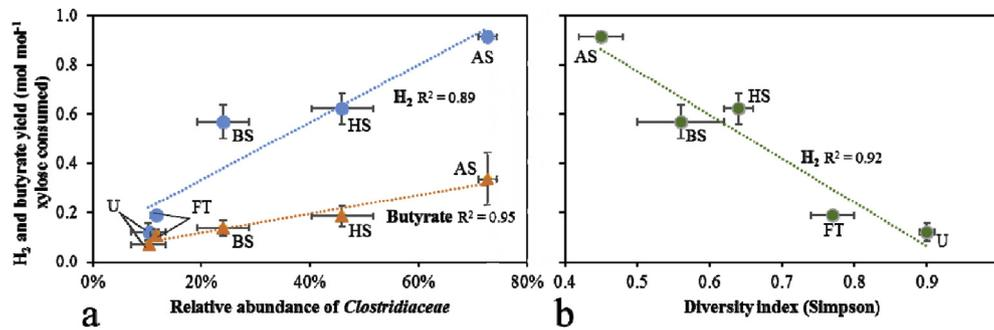 H₂ and butyrate yield (mol mol⁻¹
xylose consumed)
1.0
0.8
0.6
0.4
0.2
0.0
AS
H₂ R² = 0.89
HS
BS
AS
U
FT
Butyrate R² = 0.95
BS
HS
0%
20%
40%
60%
80%
a
Relative abundance of Clostridiaceae
AS
HS
BS
H₂ R² = 0.92
FT
U
0.4
0.5
0.6
0.7
0.8
0.9
b
Diversity index (Simpson)